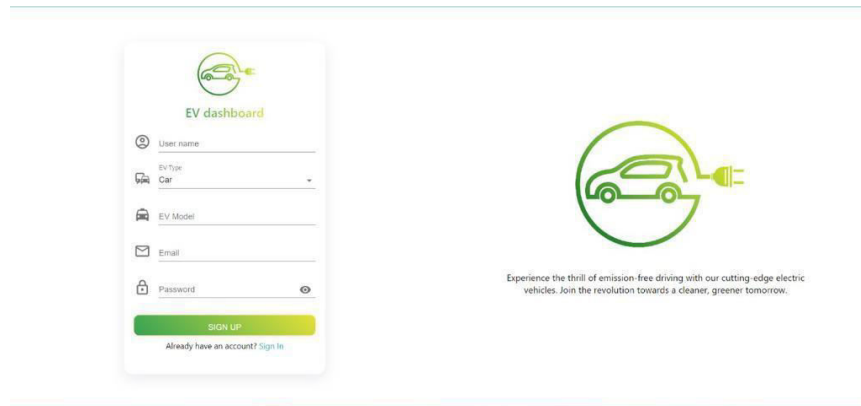 EV dashboard
User name
EV Type
Car
EV Model
Email
Password
SIGN UP
Already have an account? Sign In
Experience the thrill of emission-free driving with our cutting-edge electric
vehicles. Join the revolution towards a cleaner, greener tomorrow.